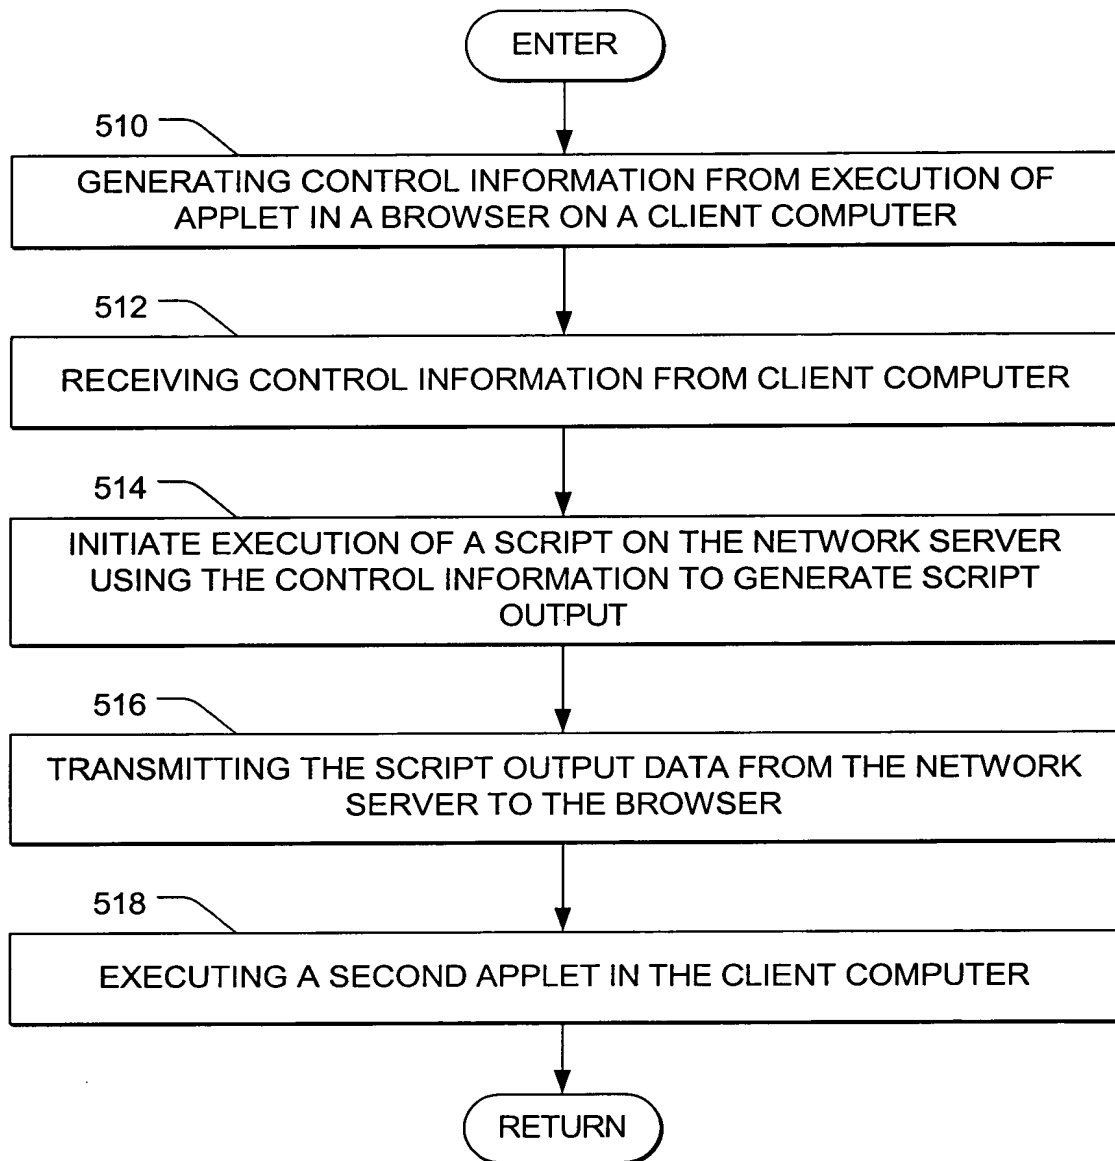 ENTER
510
GENERATING CONTROL INFORMATION FROM EXECUTION OF
APPLET IN A BROWSER ON A CLIENT COMPUTER
512
RECEIVING CONTROL INFORMATION FROM CLIENT COMPUTER
514
INITIATE EXECUTION OF A SCRIPT ON THE NETWORK SERVER
USING THE CONTROL INFORMATION TO GENERATE SCRIPT
OUTPUT
516
TRANSMITTING THE SCRIPT OUTPUT DATA FROM THE NETWORK
SERVER TO THE BROWSER
518
EXECUTING A SECOND APPLET IN THE CLIENT COMPUTER
RETURN